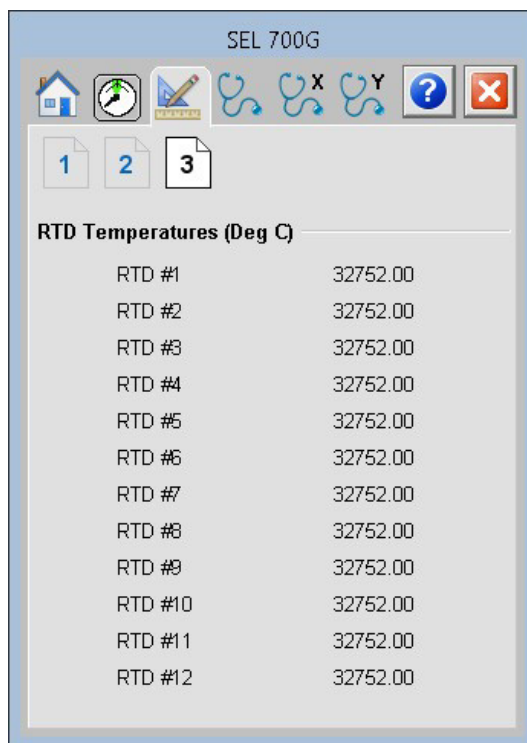 SEL 700G
X Y ?
1 2 3
RTD Temperatures (Deg C)
RTD #1 32752.00
RTD #2 32752.00
RTD #3 32752.00
RTD #4 32752.00
RTD #5 32752.00
RTD #6 32752.00
RTD #7 32752.00
RTD #8 32752.00
RTD #9 32752.00
RTD #10 32752.00
RTD #11 32752.00
RTD #12 32752.00